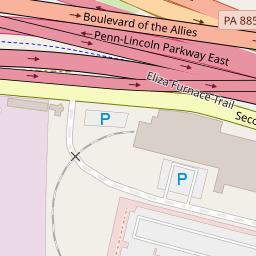 Boulevard of the Allies
PA 885
Penn-Lincoln Parkway East
Eliza Furnace Trail
Seco
P
P